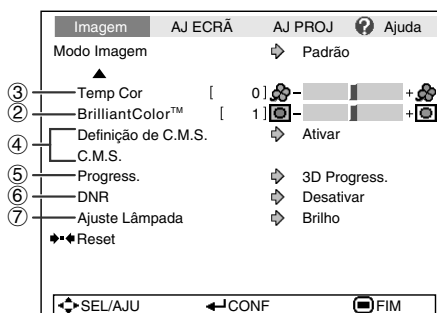 Imagem AJ ECRÃ AJ PROJ ? Ajuda
Modo Imagem Padrão
③ Temp Cor [ 0] - +
② BrilliantColor™ [ 1] - +
④ Definição de C.M.S. Ativar
C.M.S.
⑤ Progress. 3D Progress.
⑥ DNR Desativar
⑦ Ajuste Lâmpada Brilho
Reset
SEL/AJU CONF FIM